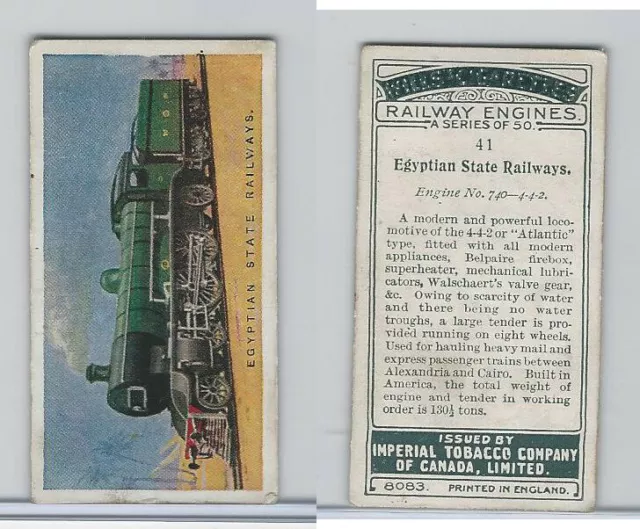 EGYPTIAN STATE RAILWAYS.
RAILWAY ENGINES.
A SERIES OF 50.
41
Egyptian State Railways.
Engine No. 740—4-4-2.
A modern and powerful loco-
motive of the 4-4-2 or "Atlantic"
type, fitted with all modern
appliances, Belpaire firebox,
superheater, mechanical lubri-
cators, Walschaert's valve gear,
&c. Owing to scarcity of water
and there being no water
troughs, a large tender is pro-
vided running on eight wheels.
Used for hauling heavy mail and
express passenger trains between
Alexandria and Cairo. Built in
America, the total weight of
engine and tender in working
order is 130½ tons.
ISSUED BY
IMPERIAL TOBACCO COMPANY
OF CANADA, LIMITED.
8083. PRINTED IN ENGLAND.